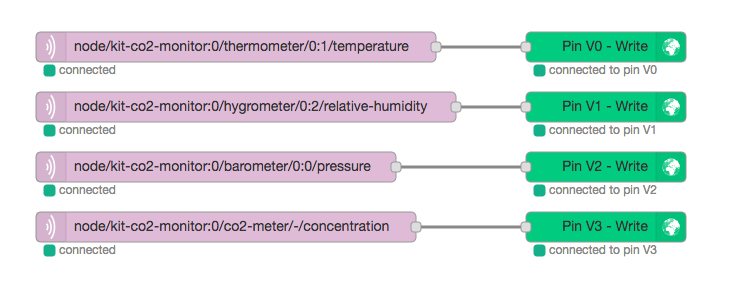 node/kit-co2-monitor:0/thermometer/0:1/temperature
Pin V0 - Write
connected
connected to pin V0
node/kit-co2-monitor:0/hygrometer/0:2/relative-humidity
Pin V1 - Write
connected
connected to pin V1
node/kit-co2-monitor:0/barometer/0:0/pressure
Pin V2 - Write
connected
connected to pin V2
node/kit-co2-monitor:0/co2-meter/-/concentration
Pin V3 - Write
connected
connected to pin V3